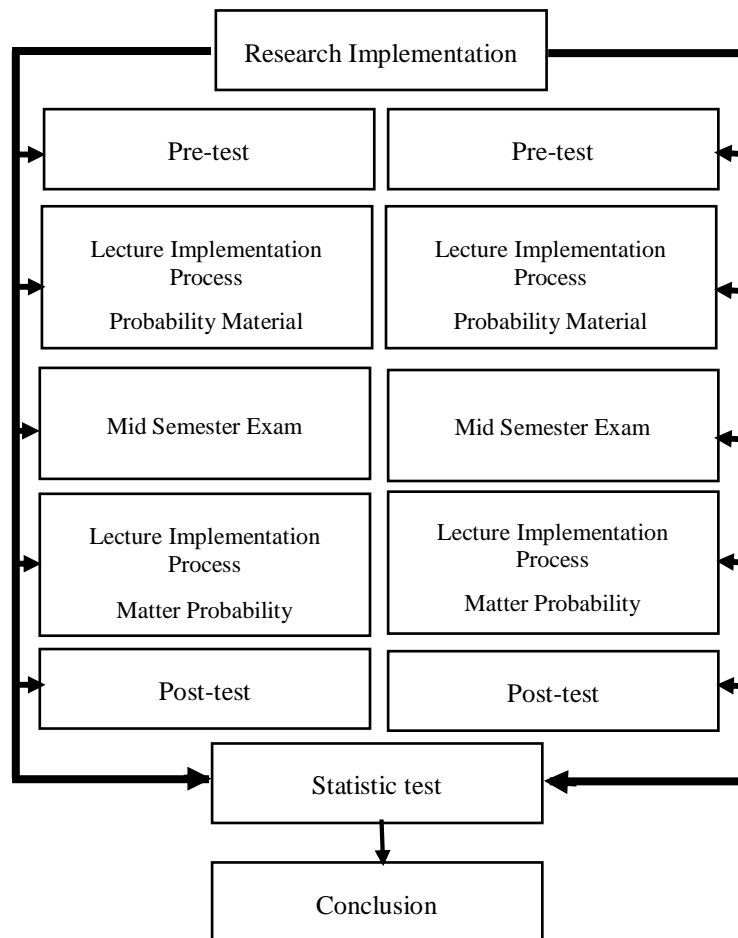 Research Implementation
Pre-test
Pre-test
Lecture Implementation
Process
Probability Material
Lecture Implementation
Process
Probability Material
Mid Semester Exam
Mid Semester Exam
Lecture Implementation
Process
Matter Probability
Lecture Implementation
Process
Matter Probability
Post-test
Post-test
Statistic test
Conclusion